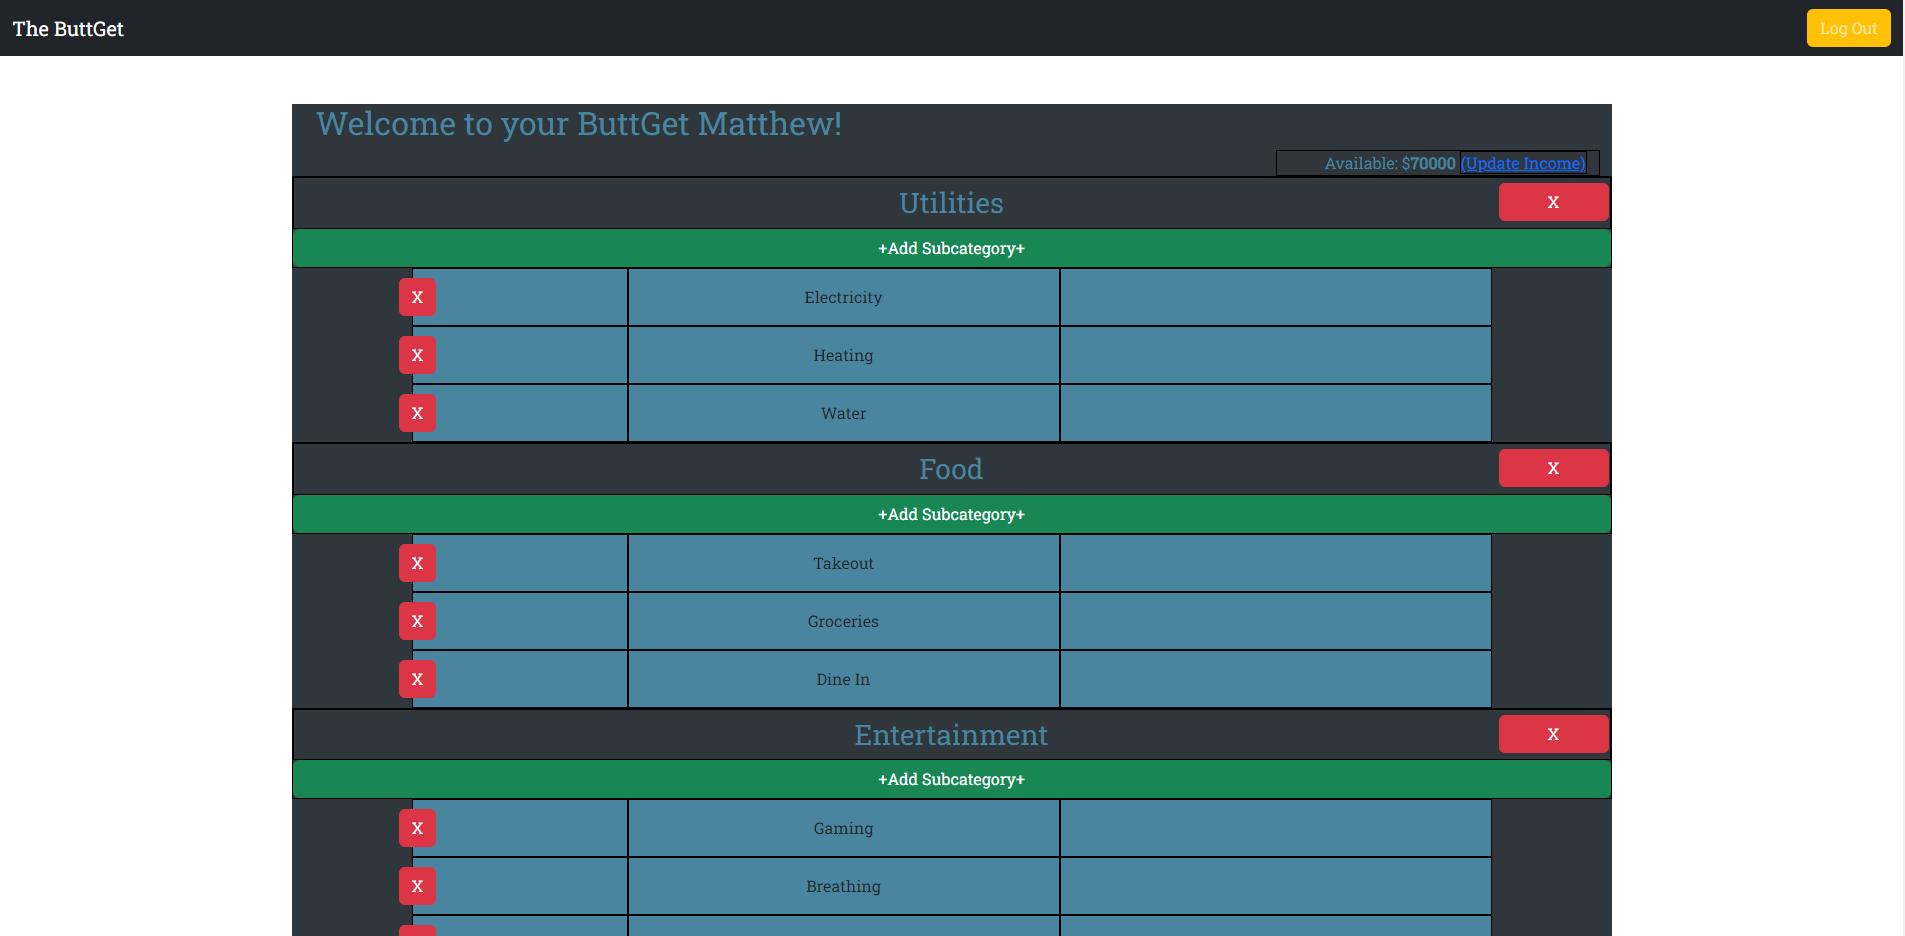 The ButtGet
Log Out
Welcome to your ButtGet Matthew!
Available: $70000 (Update Income)
Utilities
X
+Add Subcategory+
X
Electricity
X
Heating
X
Water
Food
X
+Add Subcategory+
X
Takeout
X
Groceries
X
Dine In
Entertainment
X
+Add Subcategory+
X
Gaming
X
Breathing